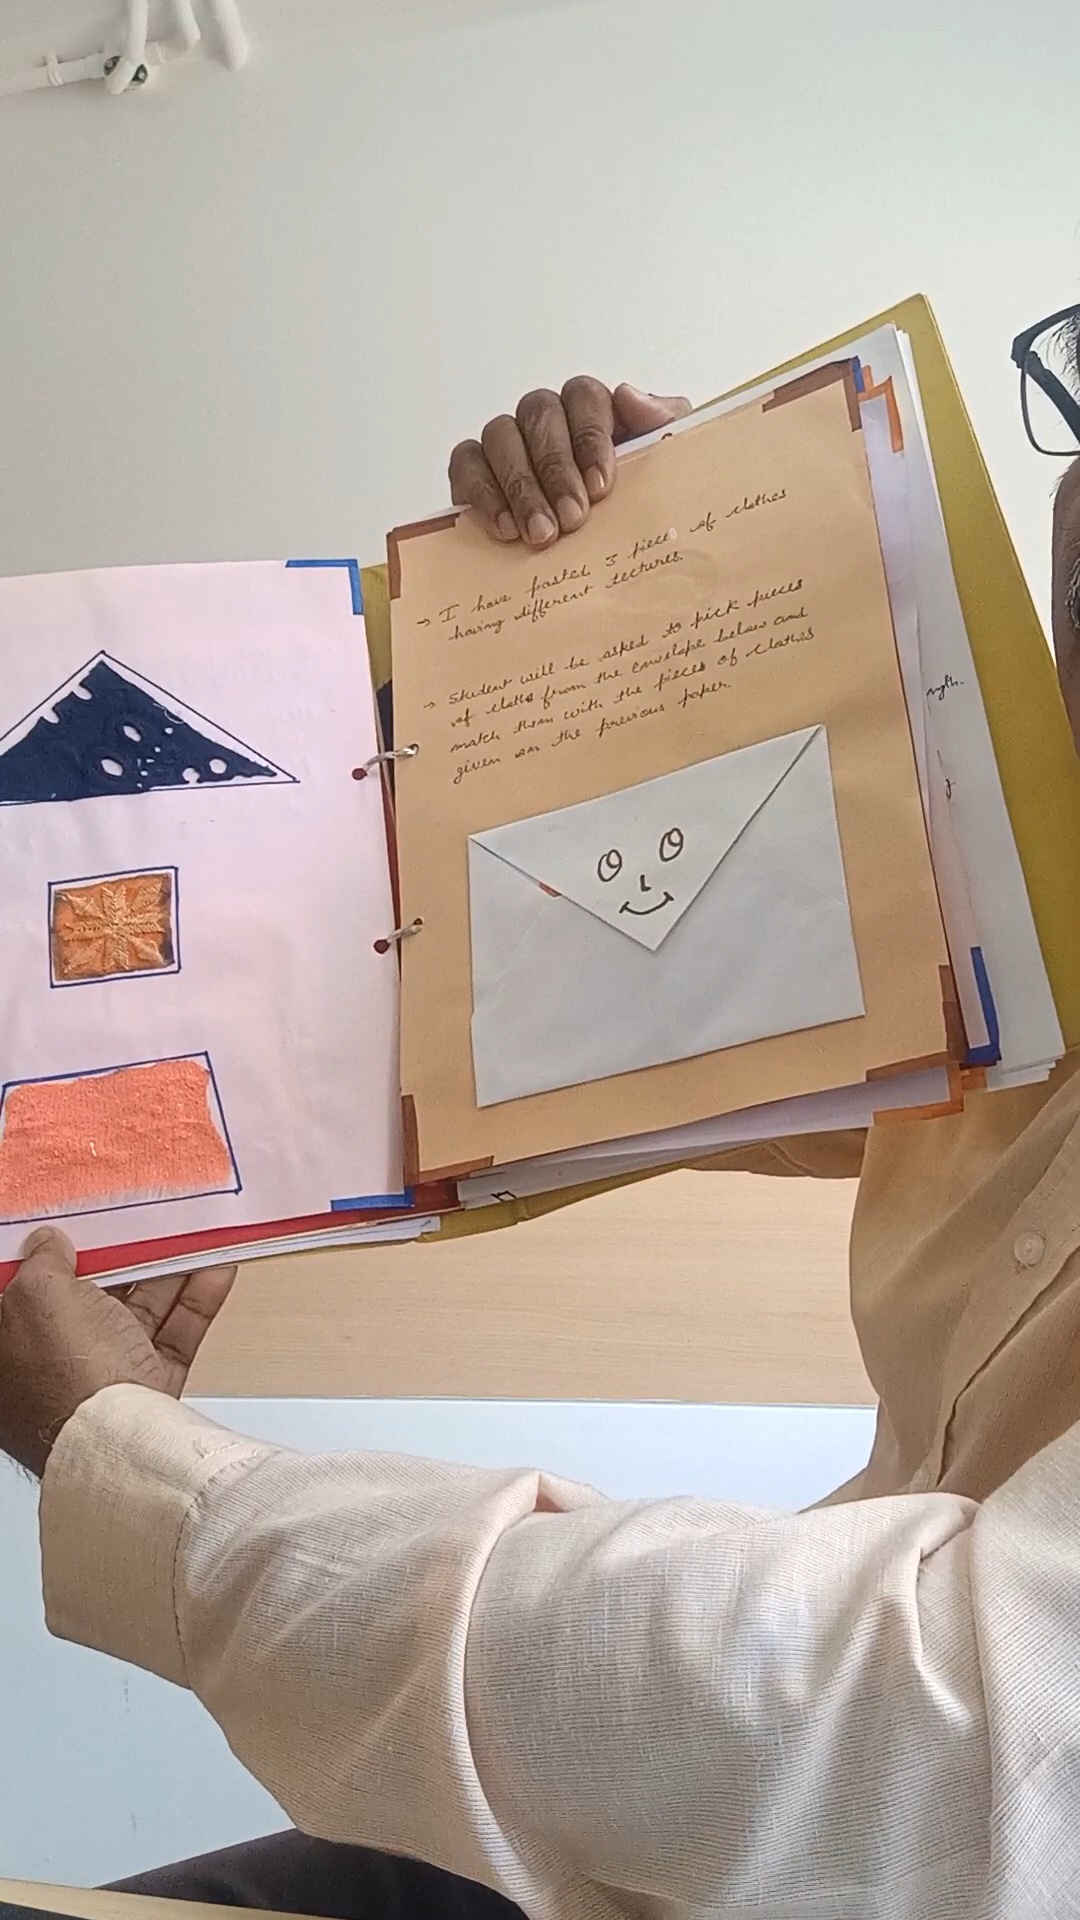 → I have pasted 3 pieces of clothes
having different textures.
→ Student will be asked to pick pieces
of cloths from the envelope below and
match them with the pieces of clothes
given on the previous paper.